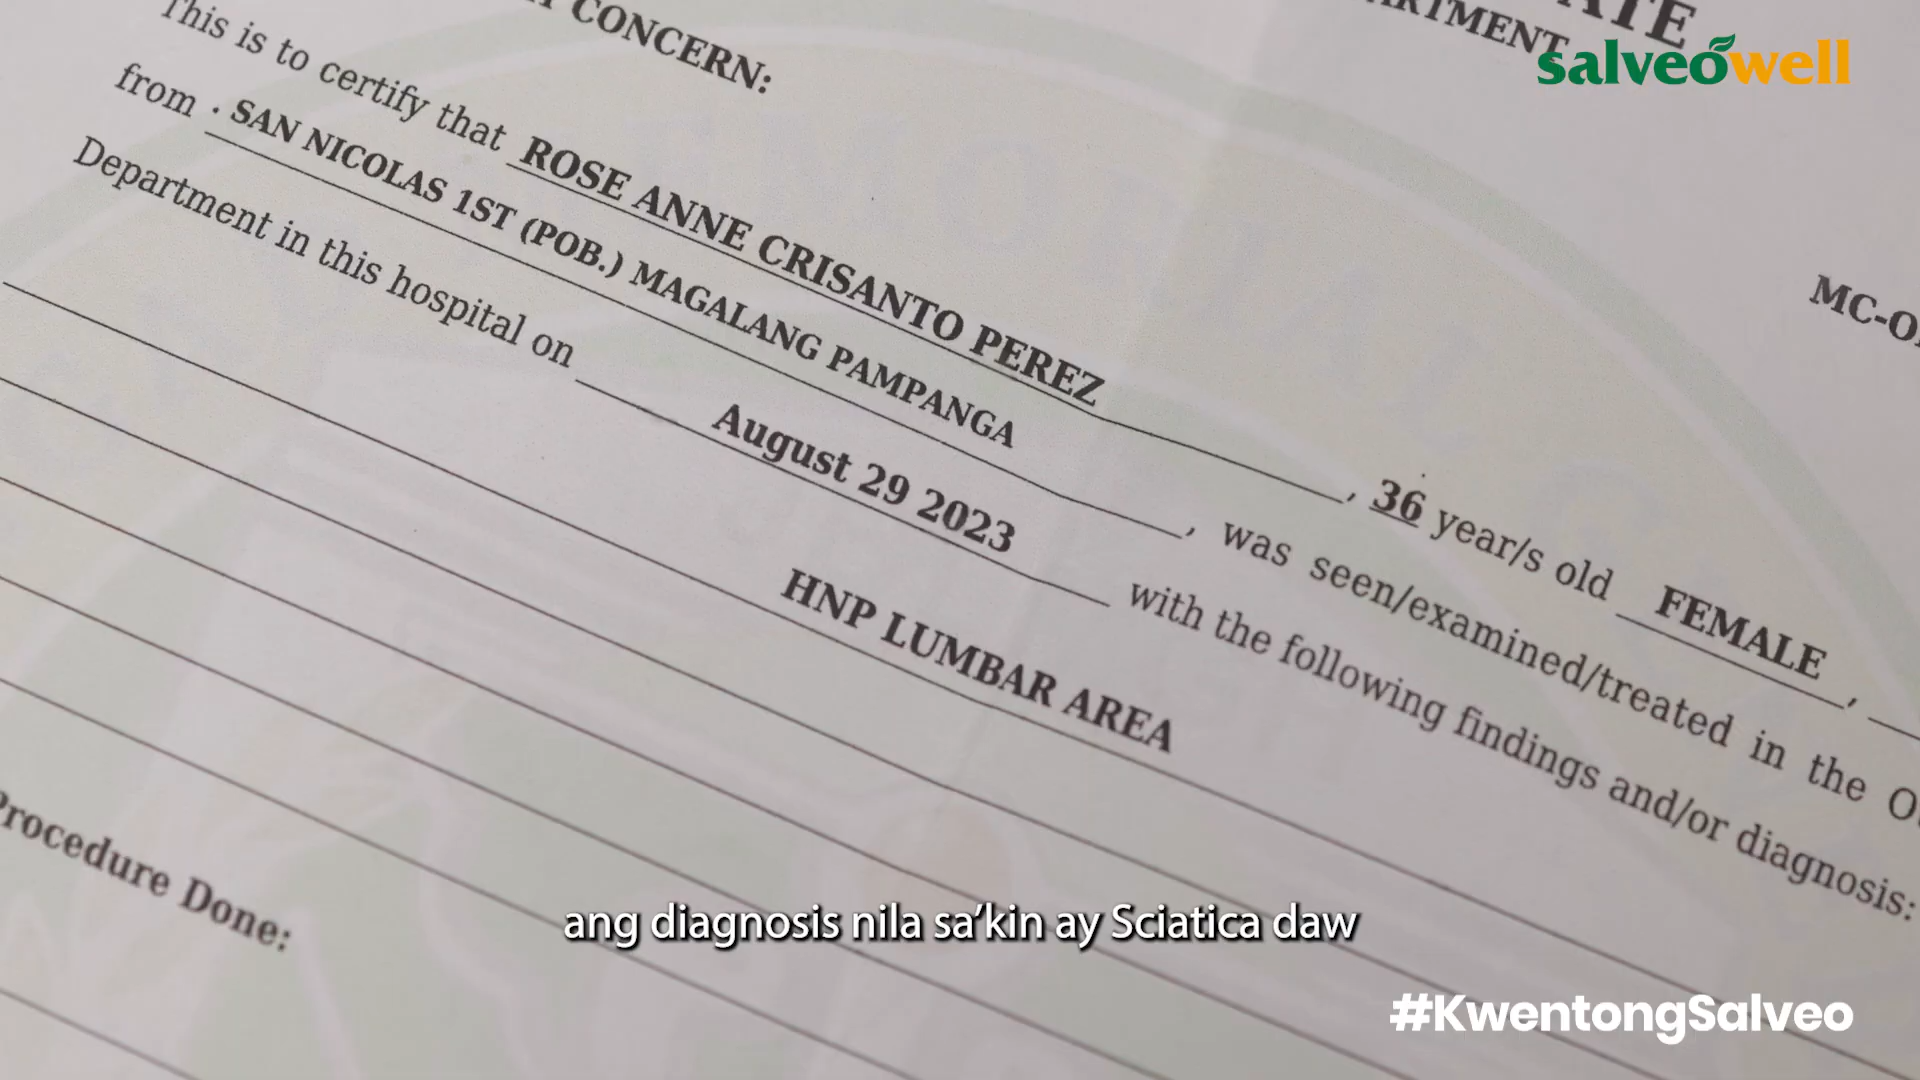 ARTMENT
salveowell
CONCERN:
MC-O
This is to certify that ROSE ANNE CRISANTO PEREZ, 36 year/s old FEMALE,
from . SAN NICOLAS 1ST (POB.) MAGALANG PAMPANGA, was seen/examined/treated in the
Department in this hospital on August 29 2023 with the following findings and/or diagnosis:
HNP LUMBAR AREA
Procedure Done:
ang diagnosis nila sa’kin ay Sciatica daw
#KwentongSalveo